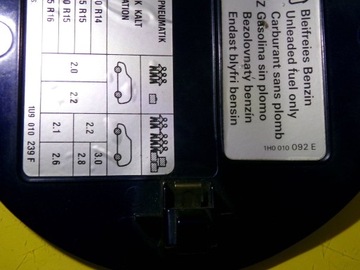 PNEUMATIK
K KALT
ATION
0 R14
5 R15
0 R15
5 R16
2.0
2.2
2.2
3.0
2.1
2.8
2.6
1U9 010 239 F
Bleifreies Benzin
Unleaded fuel only
Carburant sans plomb
Z Gasolina sin plomo
Bezolovnatý benzin
Endast blyfri bensin
1H0 010 092 E